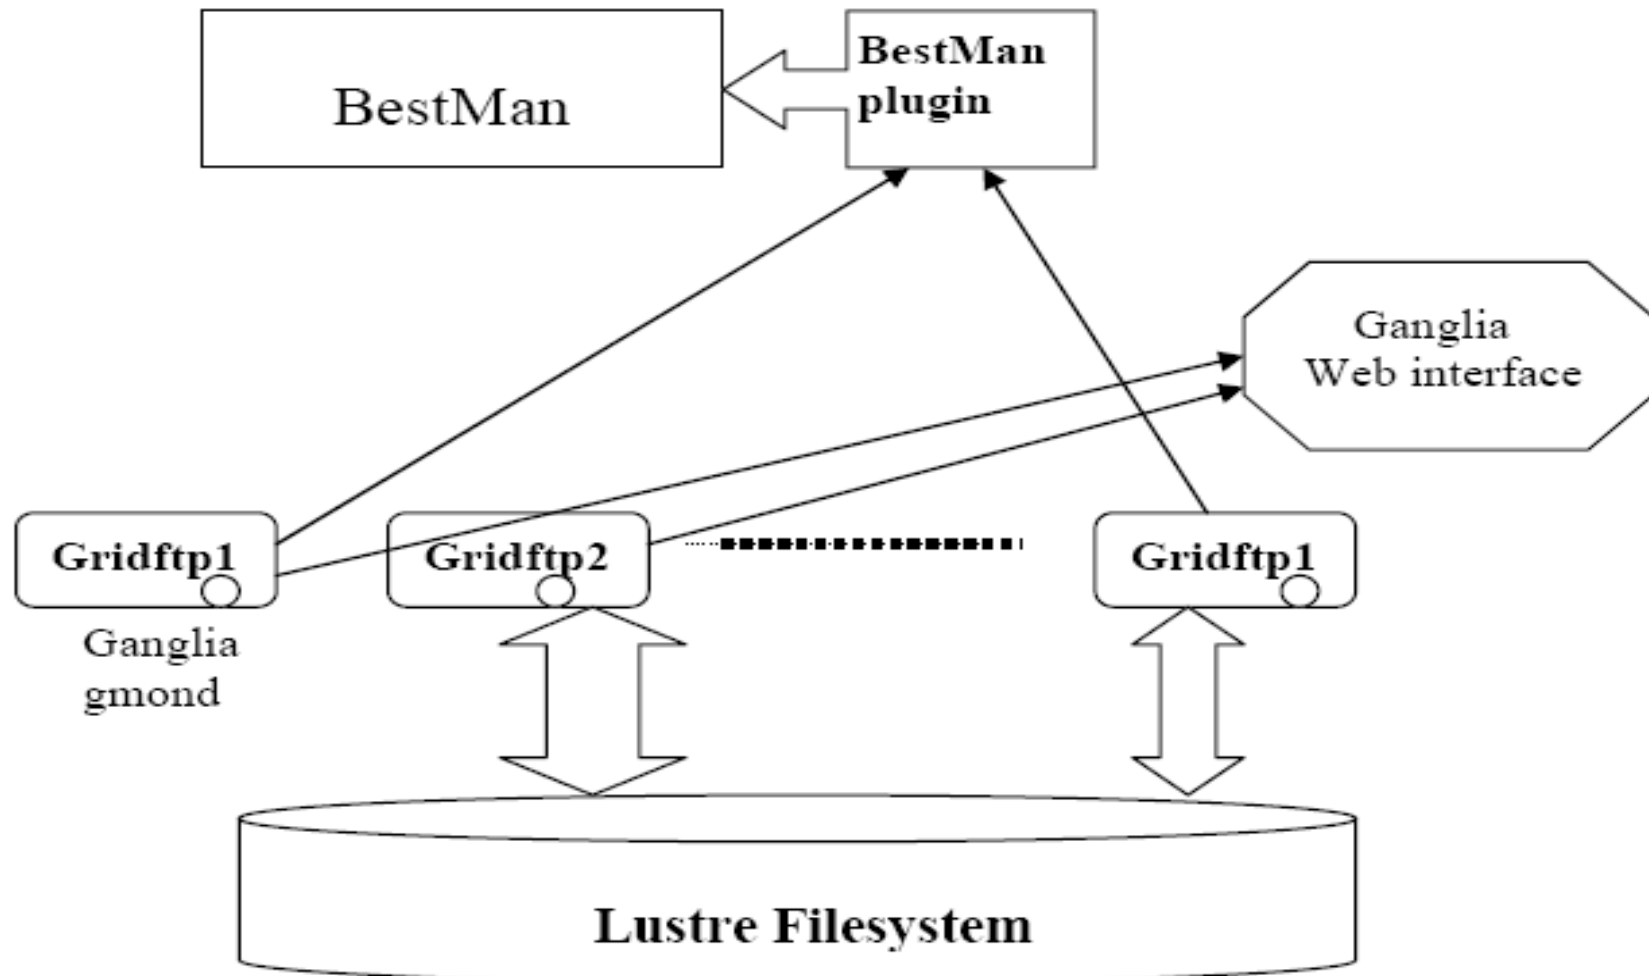 BestMan
BestMan
plugin
Ganglia
Web interface
Gridftp1
Gridftp2
Gridftp1
Ganglia
gmond
Lustre Filesystem